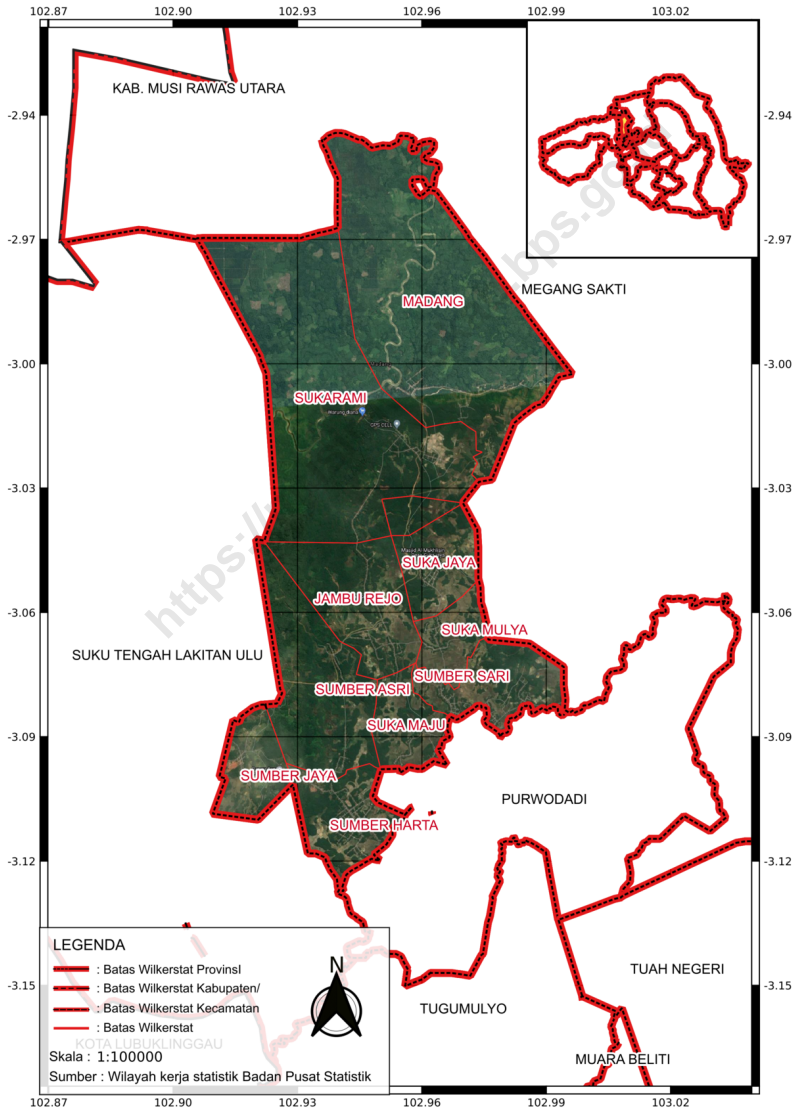 102.87 102.90 102.93 102.96 102.99 103.02
KAB. MUSI RAWAS UTARA
-2.94 -2.94
-2.97 -2.97
MEGANG SAKTI
MADANG
-3.00 -3.00
SUKARAMI
-3.03 -3.03
SUKA JAYA
JAMBU REJO
-3.06 -3.06
SUKA MULYA
SUKU TENGAH LAKITAN ULU
SUMBER SARI
SUMBER ASRI
SUKA MAJU
-3.09 -3.09
SUMBER JAYA
PURWODADI
SUMBER HARTA
-3.12 -3.12
LEGENDA
: Batas Wilkerstat ProvinsI
: Batas Wilkerstat Kabupaten/
: Batas Wilkerstat Kecamatan
: Batas Wilkerstat
N
KOTA LUBUKLINGGAU
Skala : 1:100000
Sumber : Wilayah kerja statistik Badan Pusat Statistik
TUAH NEGERI
-3.15 -3.15
TUGUMULYO
MUARA BELITI
102.87 102.90 102.93 102.96 102.99 103.02
https://
.bps.go